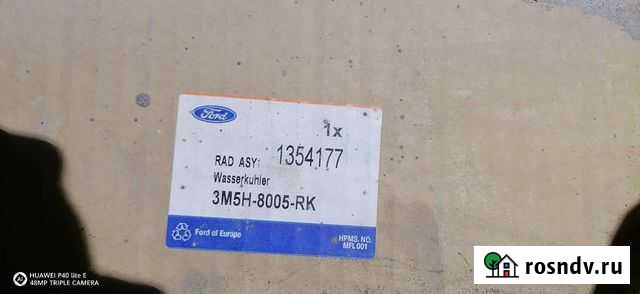 Ford
1x
RAD ASY: 1354177
Wasserkuhler
3M5H-8005-RK
Ford of Europe
HPMS. NO.
MFL001
HUAWEI P40 lite E
48MP TRIPLE CAMERA
rosndv.ru